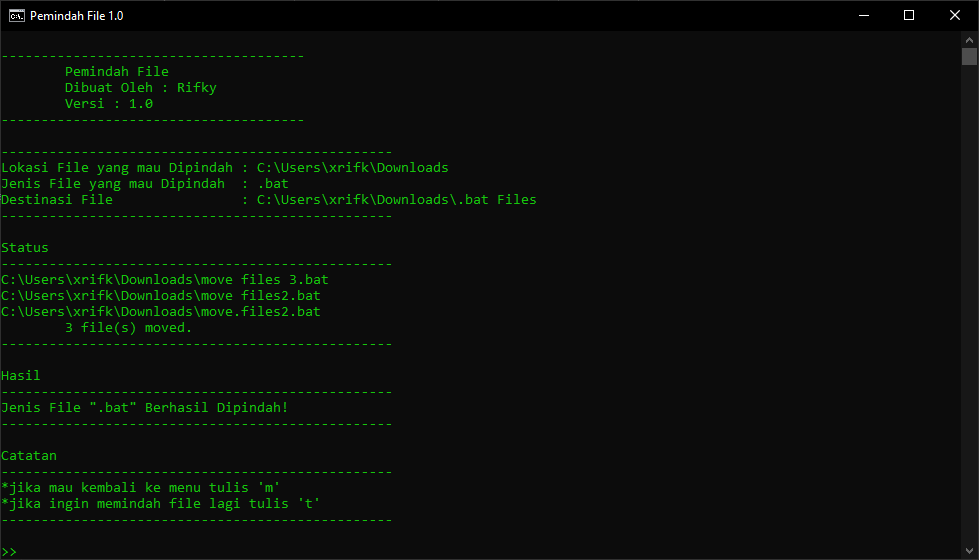 Pemindah File 1.0
--------------------------------------
Pemindah File
Dibuat Oleh : Rifky
Versi : 1.0
--------------------------------------
-------------------------------------------------
Lokasi File yang mau Dipindah : C:\Users\xrifk\Downloads
Jenis File yang mau Dipindah  : .bat
Destinasi File                : C:\Users\xrifk\Downloads\.bat Files
-------------------------------------------------
Status
-------------------------------------------------
C:\Users\xrifk\Downloads\move files 3.bat
C:\Users\xrifk\Downloads\move files2.bat
C:\Users\xrifk\Downloads\move.files2.bat
        3 file(s) moved.
-------------------------------------------------
Hasil
-------------------------------------------------
Jenis File ".bat" Berhasil Dipindah!
-------------------------------------------------
Catatan
-------------------------------------------------
*jika mau kembali ke menu tulis 'm'
*jika ingin memindah file lagi tulis 't'
-------------------------------------------------
>>